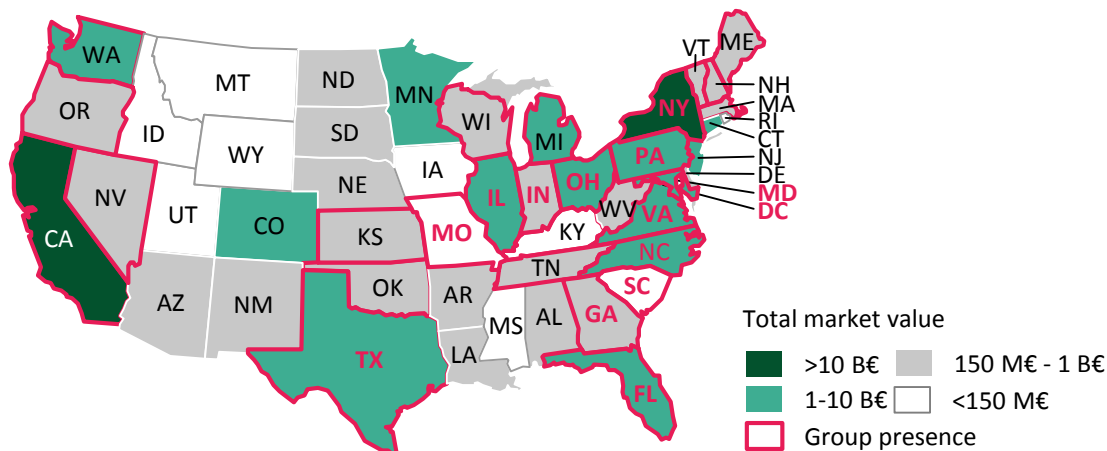 WA
MT
ND
MN
VT
ME
OR
ID
SD
WI
MI
NY
NH
MA
RI
CT
NJ
DE
MD
DC
WY
IA
NE
PA
NV
UT
CO
IL
IN
OH
WV
VA
CA
KS
MO
KY
NC
AZ
NM
OK
TN
AR
SC
MS
AL
GA
TX
LA
FL
Total market value
>10 B€
150 M€ - 1 B€
1-10 B€
<150 M€
Group presence